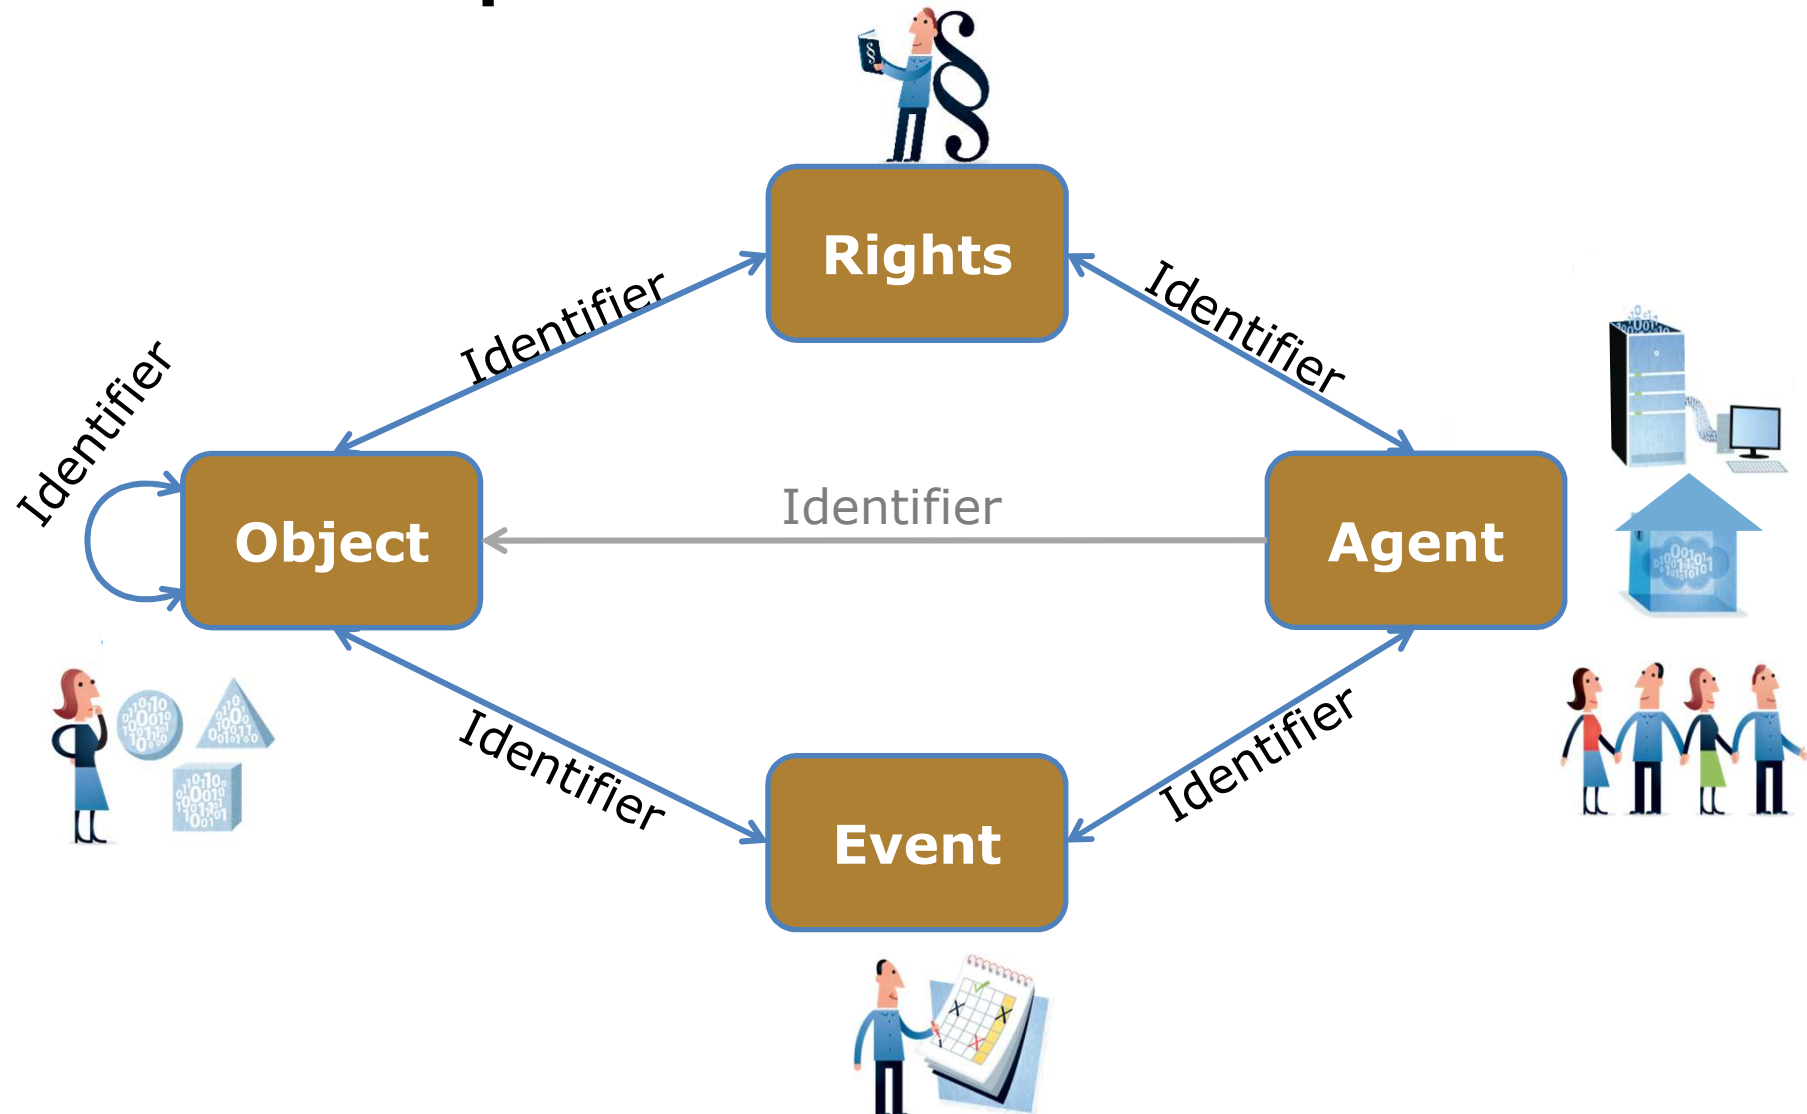 §
§
Rights
Identifier
Identifier
Identifier
Object
Identifier
Agent
Identifier
Identifier
Event